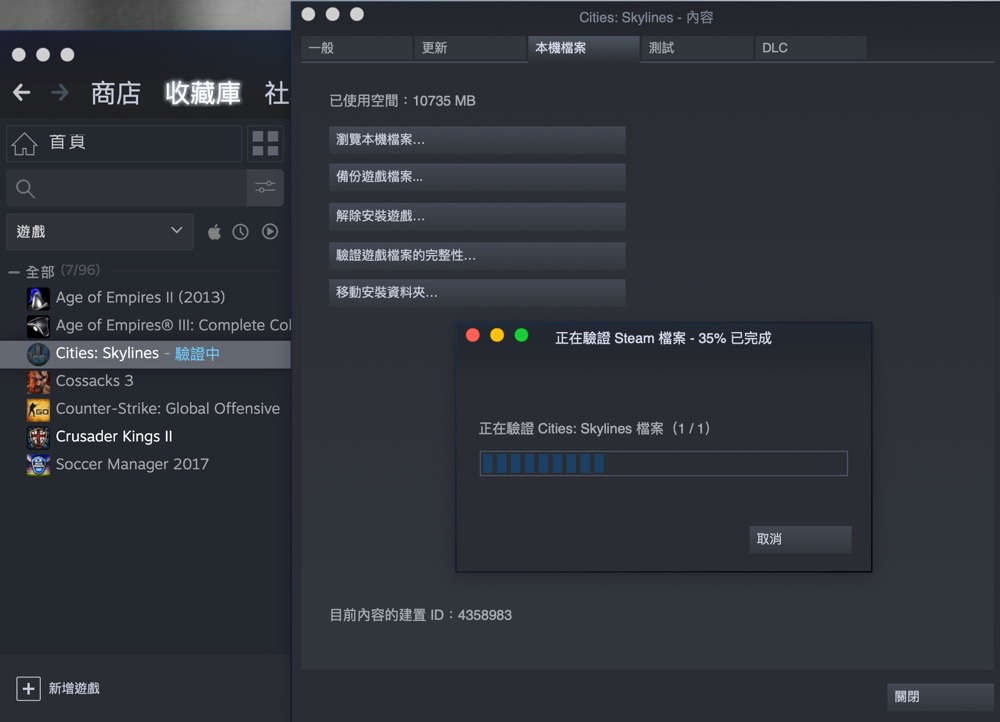 Cities: Skylines - 內容
一般
更新
本機檔案
測試
DLC
商店
收藏庫
社
首頁
遊戲
全部 (7/96)
Age of Empires II (2013)
Age of Empires® III: Complete Col
Cities: Skylines - 驗證中
Cossacks 3
Counter-Strike: Global Offensive
Crusader Kings II
Soccer Manager 2017
新增遊戲
已使用空間：10735 MB
瀏覽本機檔案...
備份遊戲檔案...
解除安裝遊戲...
驗證遊戲檔案的完整性...
移動安裝資料夾...
正在驗證 Steam 檔案 - 35% 已完成
正在驗證 Cities: Skylines 檔案（1 / 1）
取消
目前內容的建置 ID：4358983
關閉